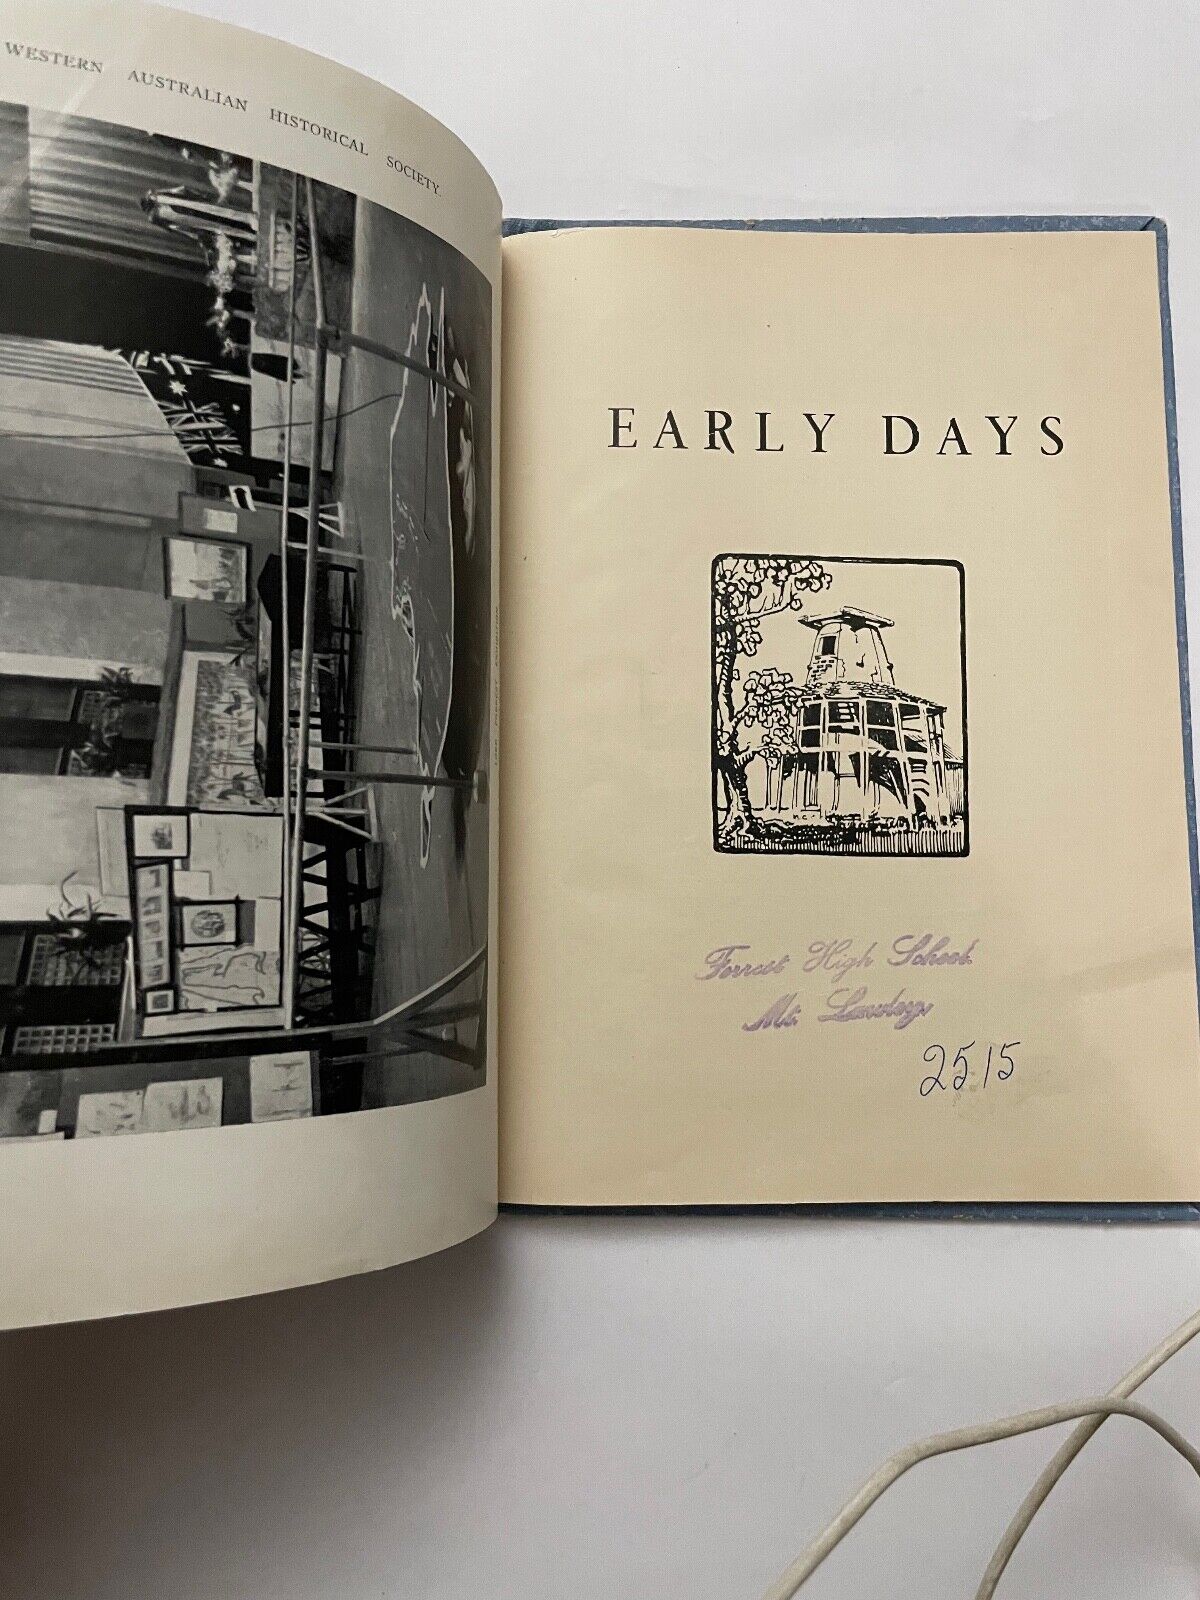 WESTERN AUSTRALIAN HISTORICAL SOCIETY.
EARLY DAYS
Forrest High School.
Mt. Lawley.
2515